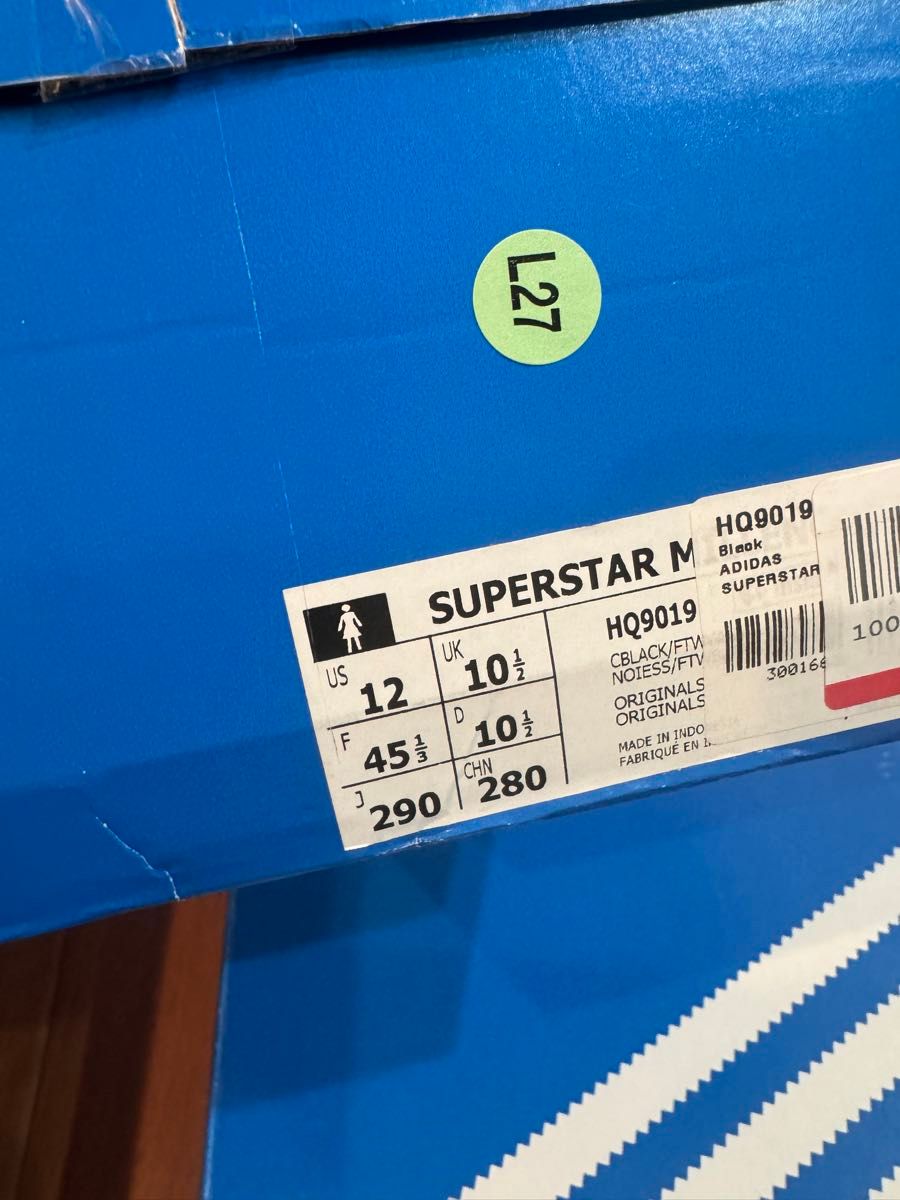 L27
SUPERSTAR M
US 12
UK 10 1/2
F 45 1/3
D 10 1/2
J 290
CHN 280
HQ9019
CBLACK/FTW
NOIESS/FTW
ORIGINALS
ORIGINALS
MADE IN INDO
FABRIQUÉ EN
HQ9019
Black
ADIDAS
SUPERSTAR
300166
100